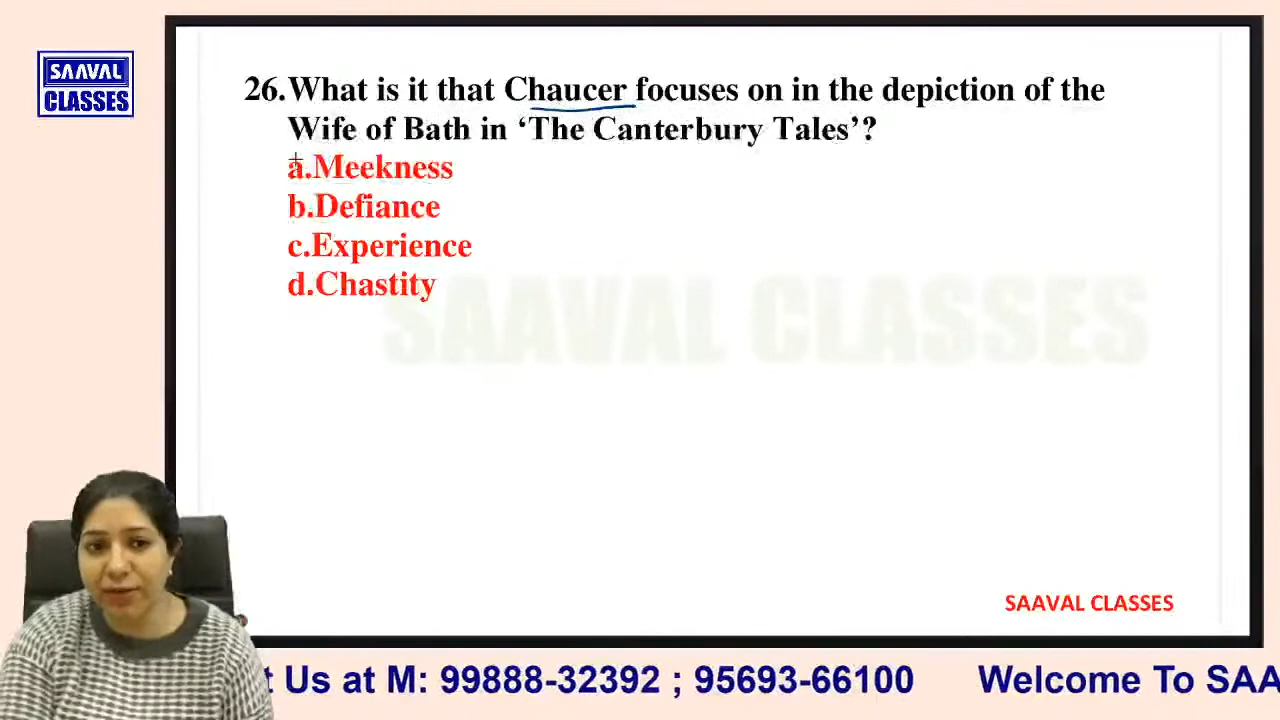 SAAVAL
CLASSES
26.What is it that Chaucer focuses on in the depiction of the
Wife of Bath in ‘The Canterbury Tales’?
a.Meekness
b.Defiance
c.Experience
d.Chastity
SAAVAL CLASSES
SAAVAL CLASSES
t Us at M: 99888-32392 ; 95693-66100 Welcome To SAA